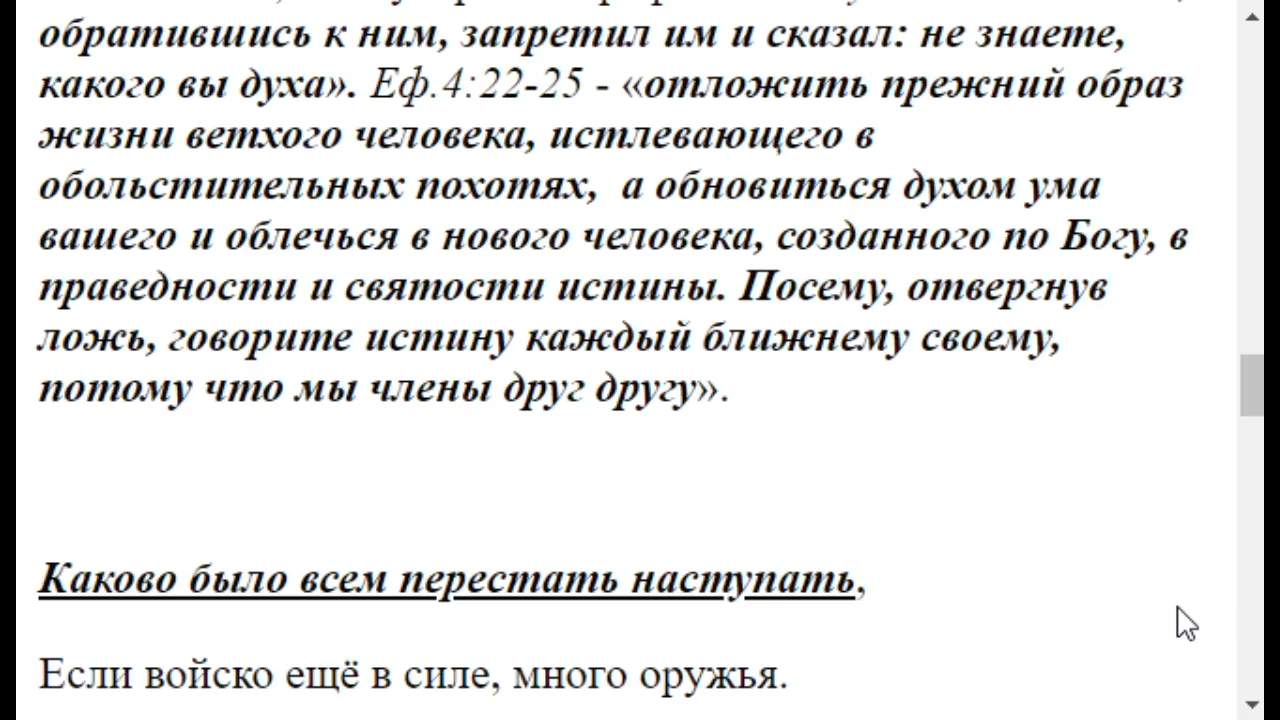 обратившись к ним, запретил им и сказал: не знаете,
какого вы духа». Еф.4:22-25 - «отложить прежний образ
жизни ветхого человека, истлевающего в
обольстительных похотях,  а обновиться духом ума
вашего и облечься в нового человека, созданного по Богу, в
праведности и святости истины. Посему, отвергнув
ложь, говорите истину каждый ближнему своему,
потому что мы члены друг другу».
Каково было всем перестать наступать,
Если войско ещё в силе, много оружья.